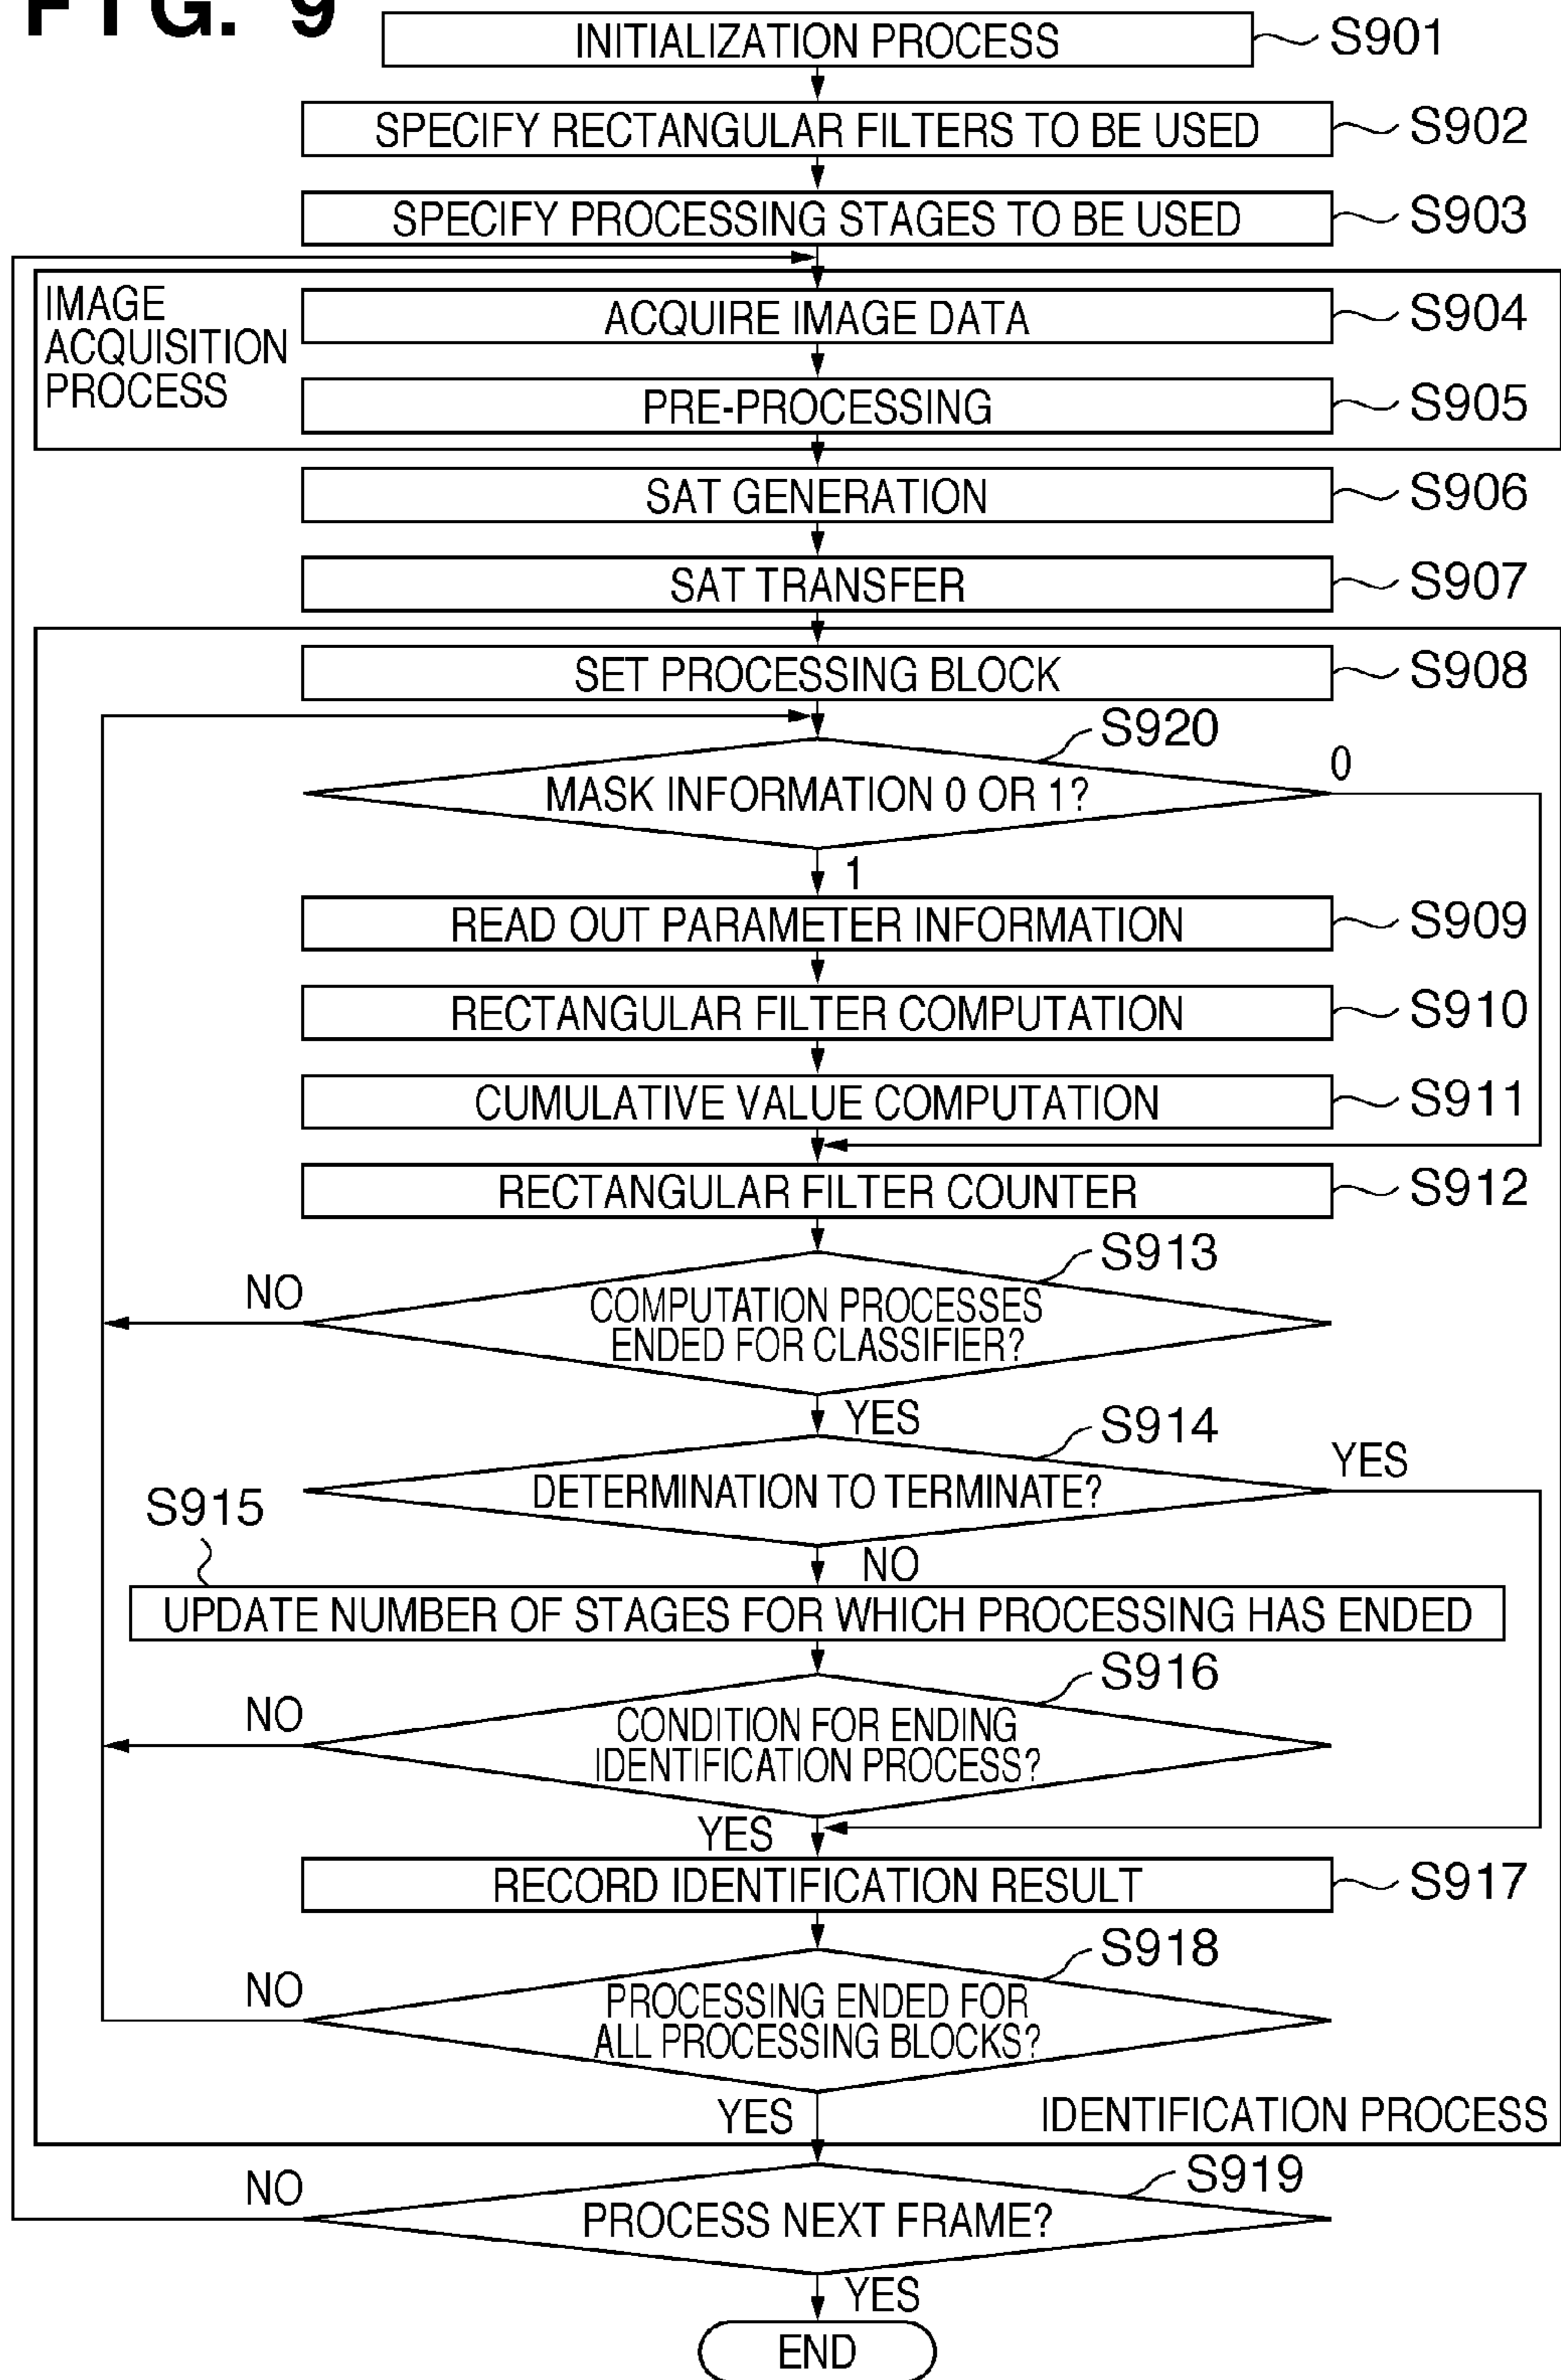 FIG. 9
INITIALIZATION PROCESS
S901
SPECIFY RECTANGULAR FILTERS TO BE USED
S902
SPECIFY PROCESSING STAGES TO BE USED
S903
IMAGE
ACQUISITION
PROCESS
ACQUIRE IMAGE DATA
S904
PRE-PROCESSING
S905
SAT GENERATION
S906
SAT TRANSFER
S907
SET PROCESSING BLOCK
S908
S920
0
MASK INFORMATION 0 OR 1?
1
READ OUT PARAMETER INFORMATION
S909
RECTANGULAR FILTER COMPUTATION
S910
CUMULATIVE VALUE COMPUTATION
S911
RECTANGULAR FILTER COUNTER
S912
S913
NO
COMPUTATION PROCESSES
ENDED FOR CLASSIFIER?
YES
S914
YES
DETERMINATION TO TERMINATE?
S915
NO
UPDATE NUMBER OF STAGES FOR WHICH PROCESSING HAS ENDED
S916
NO
CONDITION FOR ENDING
IDENTIFICATION PROCESS?
YES
RECORD IDENTIFICATION RESULT
S917
S918
NO
PROCESSING ENDED FOR
ALL PROCESSING BLOCKS?
YES
IDENTIFICATION PROCESS
S919
NO
PROCESS NEXT FRAME?
YES
END